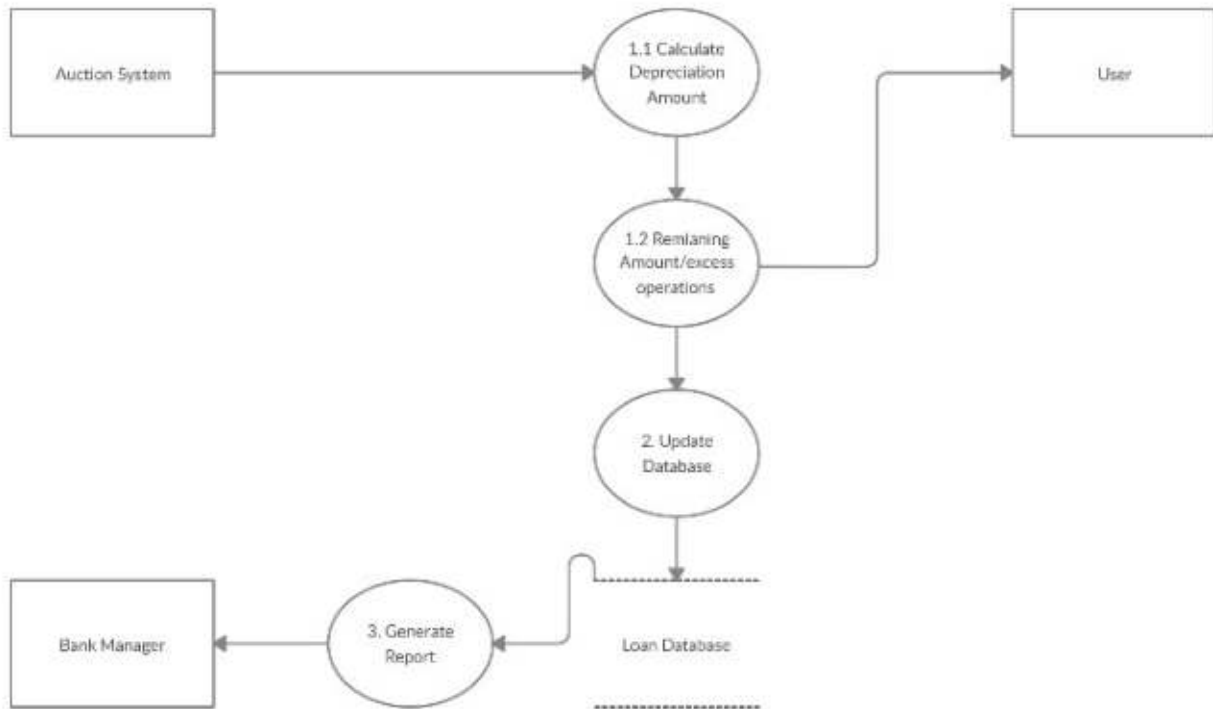 Auction System
1.1 Calculate
Depreciation
Amount
User
1.2 Remianing
Amount/excess
operations
2. Update
Database
Bank Manager
3. Generate
Report
Loan Database